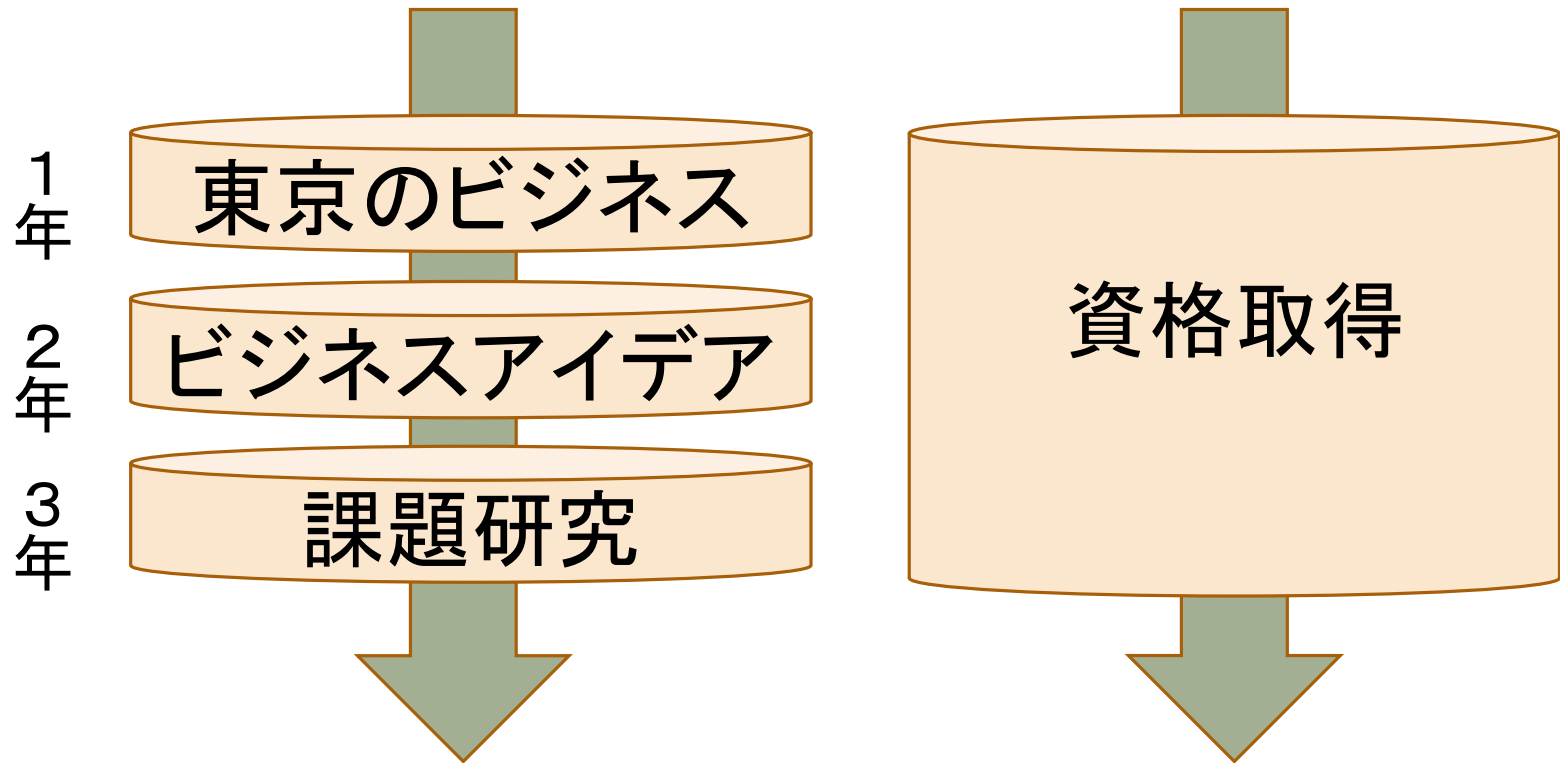 1年
東京のビジネス
2年
ビジネスアイデア
3年
課題研究
資格取得